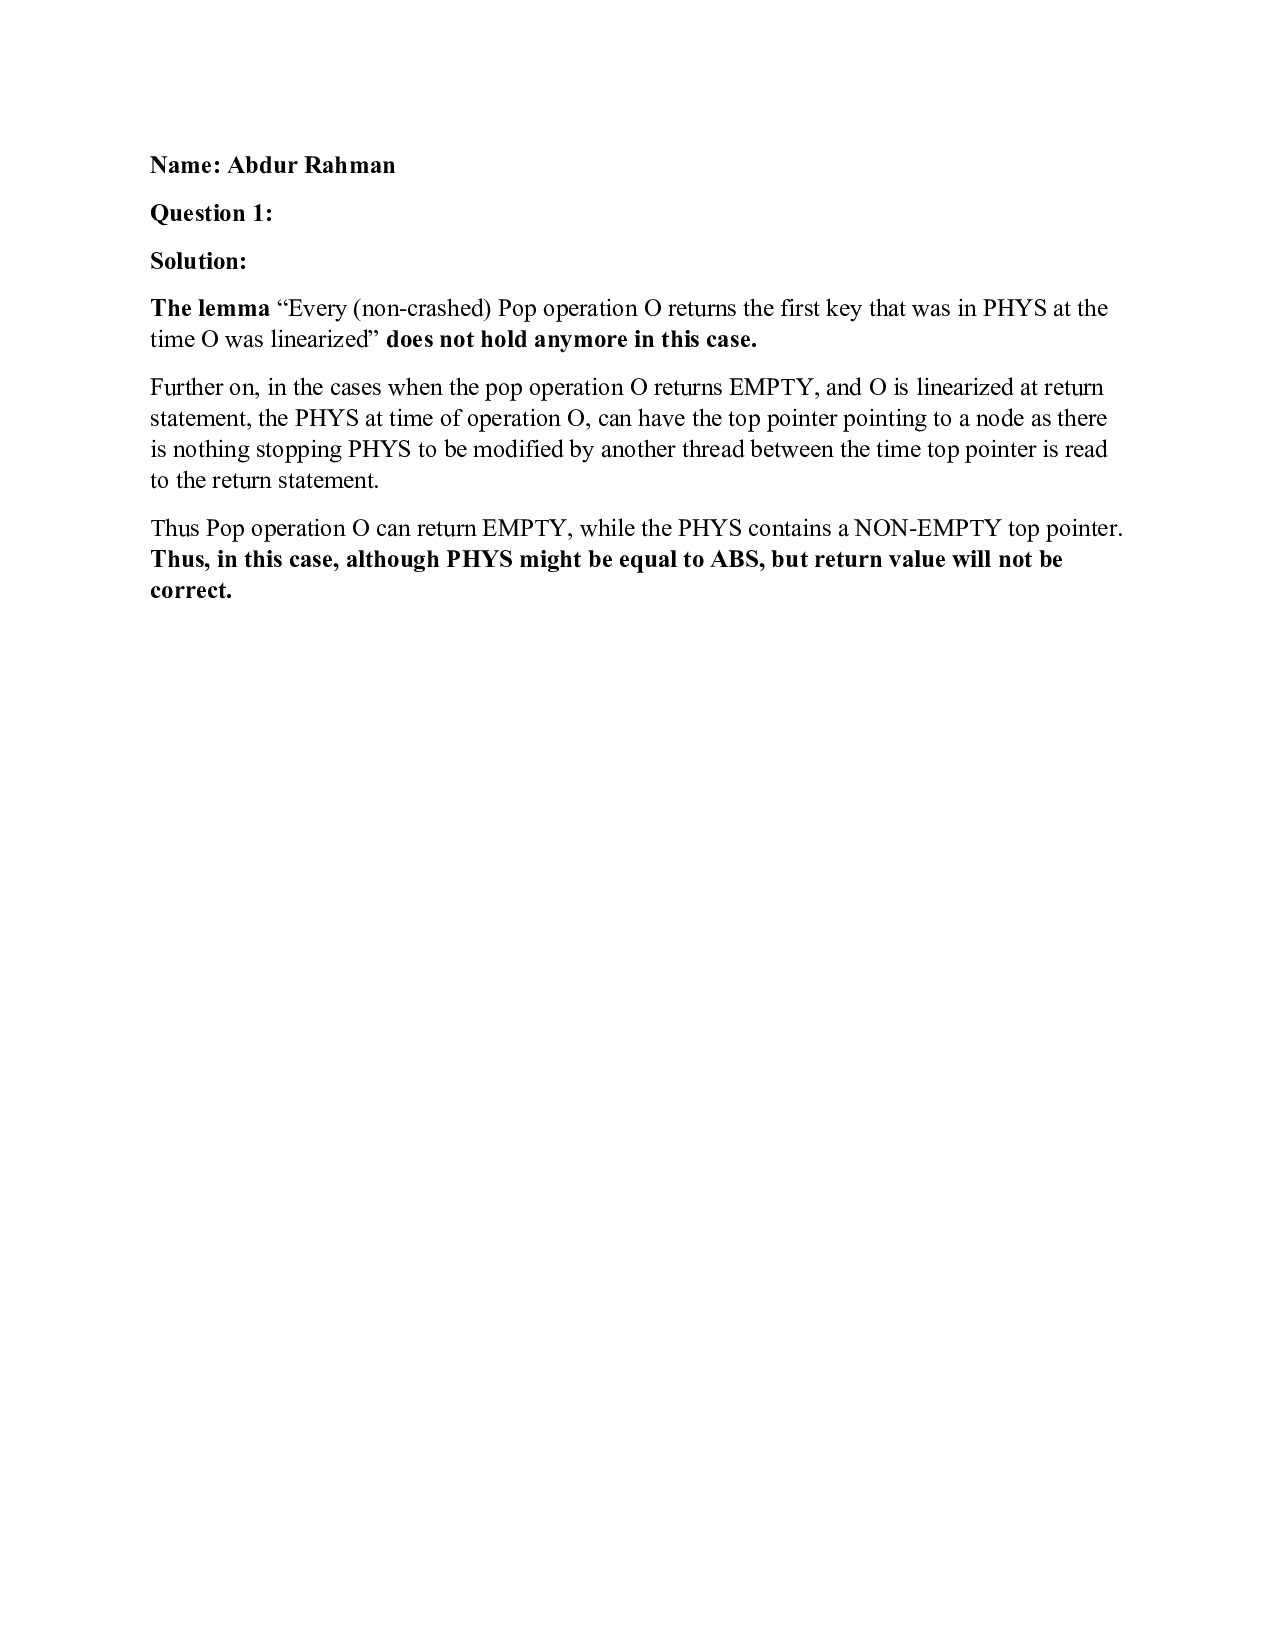 Name: Abdur Rahman
Question 1:
Solution:
The lemma “Every (non-crashed) Pop operation O returns the first key that was in PHYS at the
time O was linearized” does not hold anymore in this case.
Further on, in the cases when the pop operation O returns EMPTY, and O is linearized at return
statement, the PHYS at time of operation O, can have the top pointer pointing to a node as there
is nothing stopping PHYS to be modified by another thread between the time top pointer is read
to the return statement.
Thus Pop operation O can return EMPTY, while the PHYS contains a NON-EMPTY top pointer.
Thus, in this case, although PHYS might be equal to ABS, but return value will not be
correct.